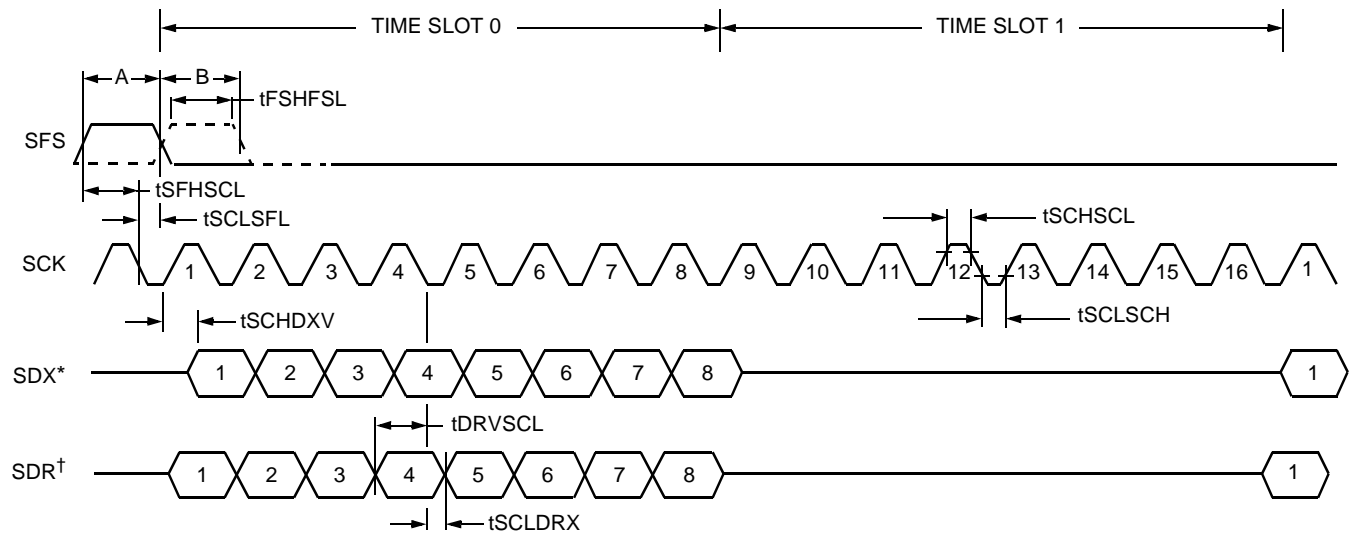 TIME SLOT 0 TIME SLOT 1
A B
tFSHFSL
SFS
tSFHSCL
tSCLSFL tSCHSCL
SCK 1 2 3 4 5 6 7 8 9 10 11 12 13 14 15 16 1
tSCHDXV tSCLSCH
SDX* 1 2 3 4 5 6 7 8 1
tDRVSCL
SDR† 1 2 3 4 5 6 7 8 1
tSCLDRX